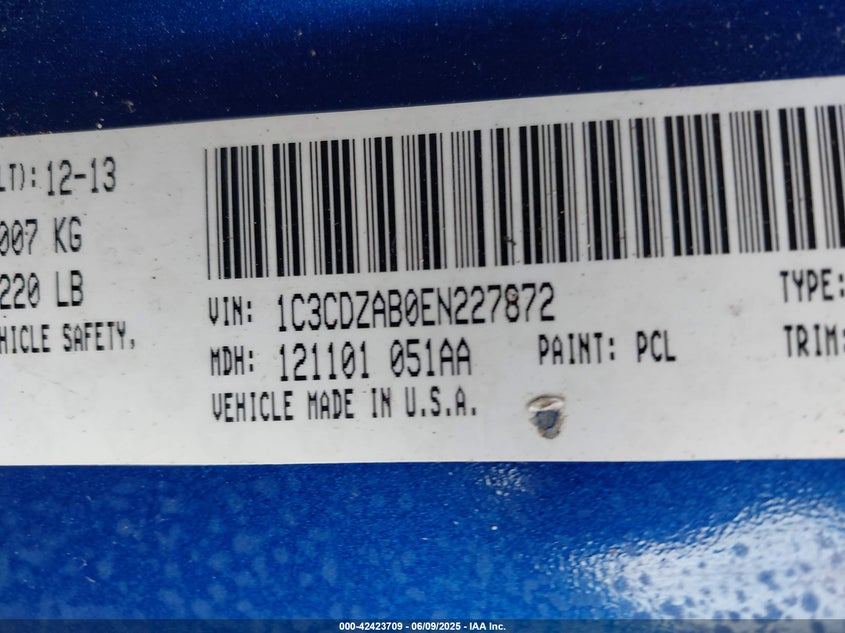 LT): 12-13
007 KG
220 LB
HICLE SAFETY,
VIN: 1C3CDZAB0EN227872
TYPE:
MDH: 121101 051AA
PAINT: PCL
TRIM:
VEHICLE MADE IN U.S.A.
000-42423709 - 06/09/2025 - IAA Inc.